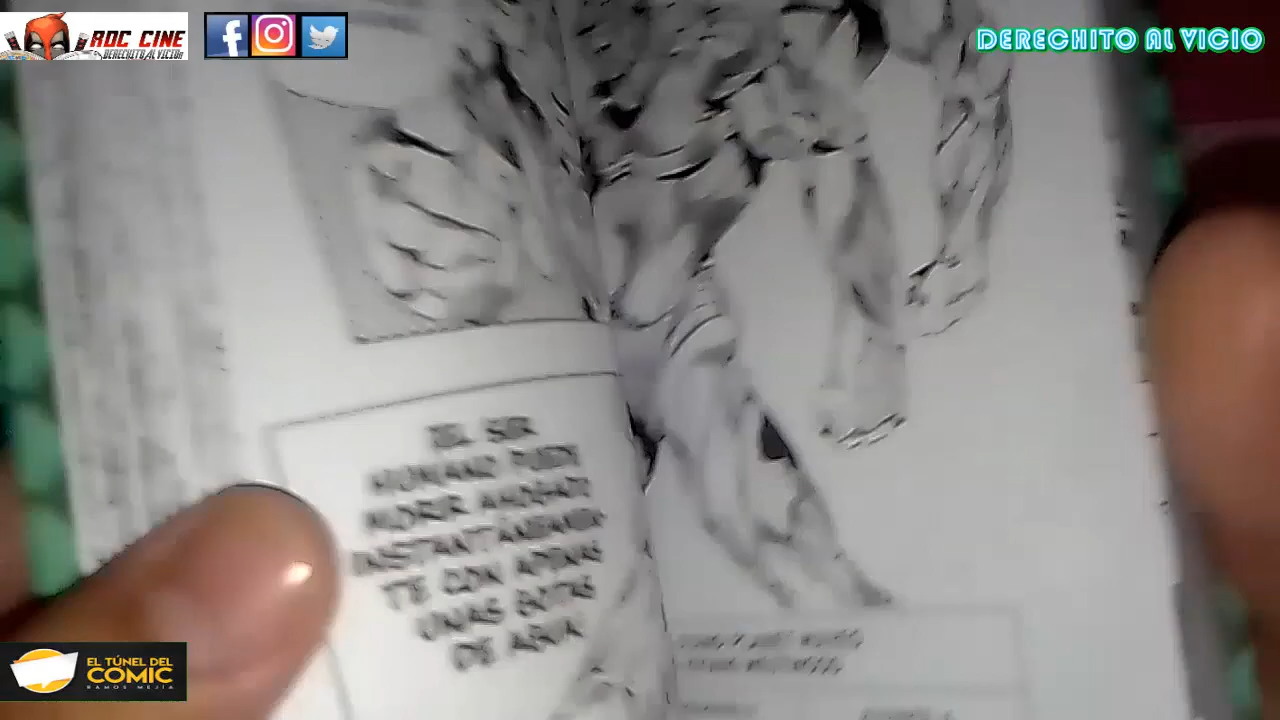 RDC CINE
DERECHITO AL VICIO
DERECHITO AL VICIO
EL SER
HUMANO PUEDE
MORIR AHOGADO
INSTANTÁNEAMEN-
TE CON APENAS
UNAS GOTAS
DE AGUA.
EL TÚNEL DEL
COMIC
RAMOS MEJÍA